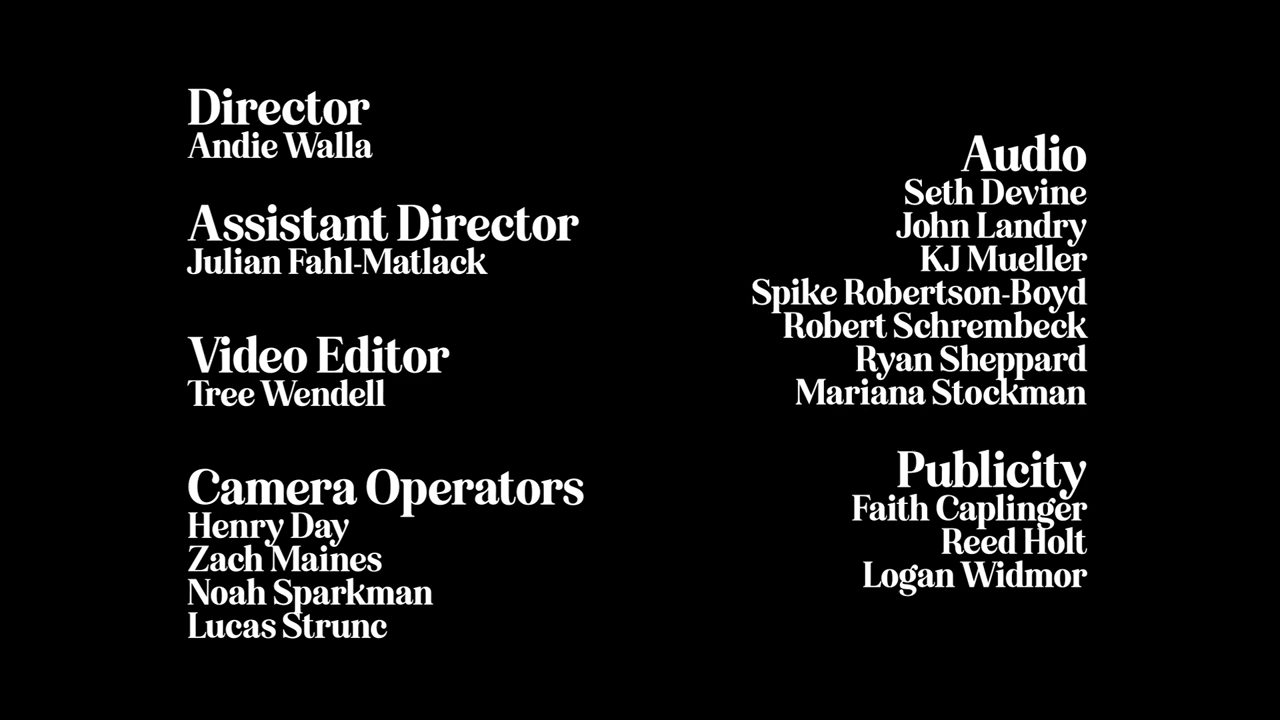 Director
Andie Walla
Assistant Director
Julian Fahl-Matlack
Video Editor
Tree Wendell
Camera Operators
Henry Day
Zach Maines
Noah Sparkman
Lucas Strunc
Audio
Seth Devine
John Landry
KJ Mueller
Spike Robertson-Boyd
Robert Schrembeck
Ryan Sheppard
Mariana Stockman
Publicity
Faith Caplinger
Reed Holt
Logan Widmor